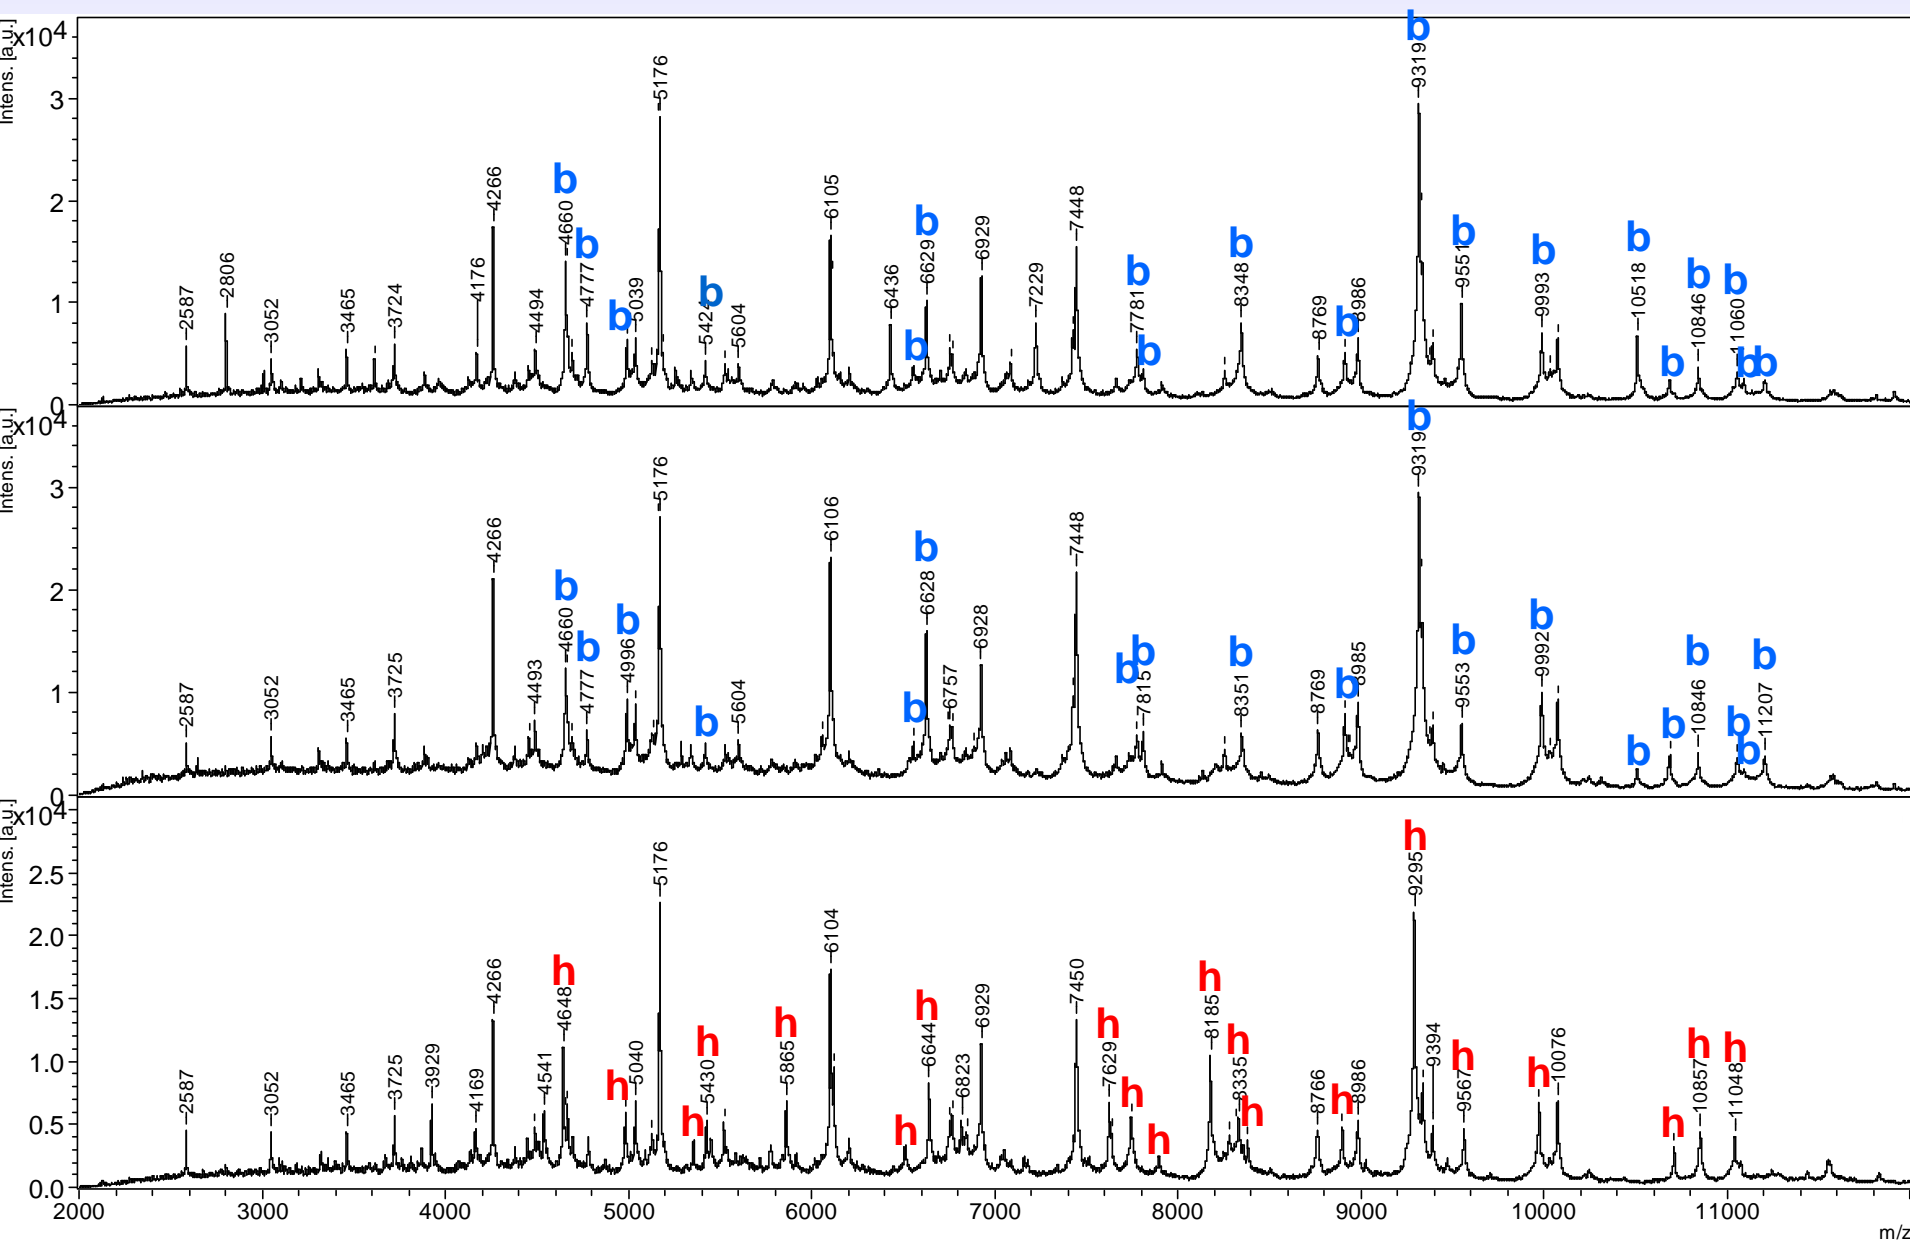 Intens. [a.u.]
x10⁴
3
2
1
0
2587
2806
3052
3465
3724
4176
4266
4494
b
4660
b
4777
b
5039
5176
b
5424
5604
6105
6436
b
b
6629
6929
7229
7448
b
7781
b
b
8348
8769
b
8986
b
9319
b
9551
b
9993
b
10518
b
b
10846
b
11060
b
b
Intens. [a.u.]
x10⁴
3
2
1
0
2587
3052
3465
3725
4266
4493
b
4660
b
4777
b
4996
5176
b
5604
6106
b
b
6628
6757
6928
7448
b
b
7815
b
8351
8769
b
8985
b
9319
b
9553
b
9992
b
b
b
10846
b
b
b
11207
Intens. [a.u.]
x10⁴
2.5
2.0
1.5
1.0
0.5
0.0
2587
3052
3465
3725
3929
4169
4266
4541
h
4648
h
5040
5176
h
h
5430
h
5865
6104
h
h
6644
6823
6929
7450
h
7629
h
h
h
8185
h
8335
h
8766
h
8986
h
9295
9394
h
9567
h
10076
h
h
10857
h
11048
2000 3000 4000 5000 6000 7000 8000 9000 10000 11000
m/z